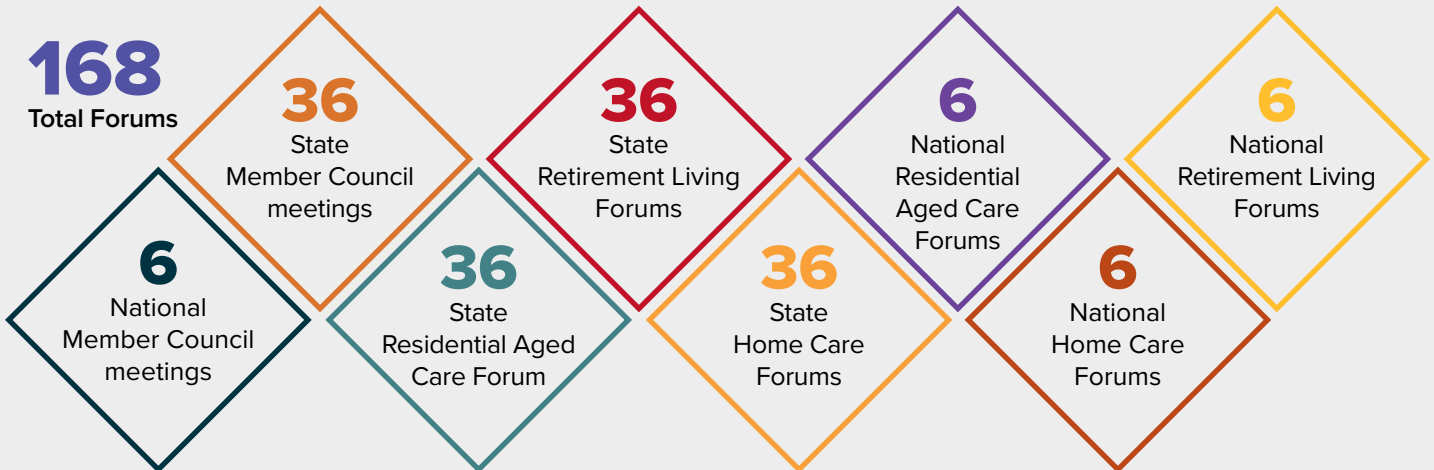 168
Total Forums
6
National
Member Council
meetings
36
State
Member Council
meetings
36
State
Residential Aged
Care Forum
36
State
Retirement Living
Forums
36
State
Home Care
Forums
6
National
Residential
Aged Care
Forums
6
National
Home Care
Forums
6
National
Retirement Living
Forums